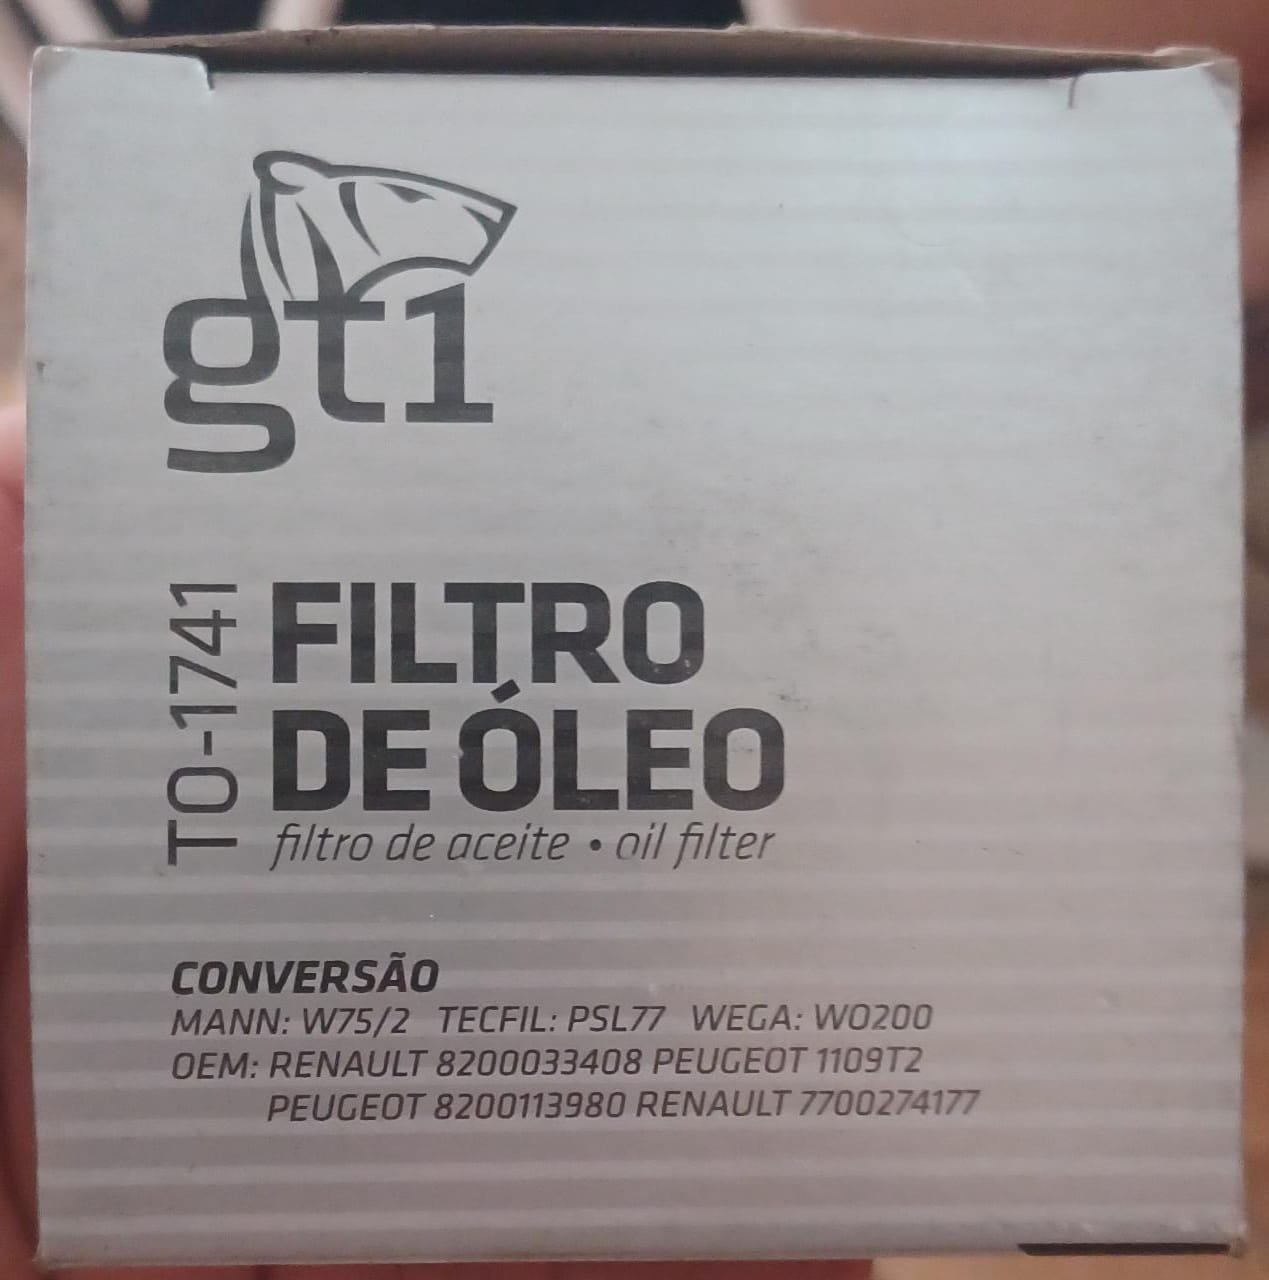 gt1
TO-1741
FILTRO
DE ÓLEO
filtro de aceite • oil filter
CONVERSÃO
MANN: W75/2 TECFIL: PSL77 WEGA: WO200
OEM: RENAULT 8200033408 PEUGEOT 1109T2
PEUGEOT 8200113980 RENAULT 7700274177